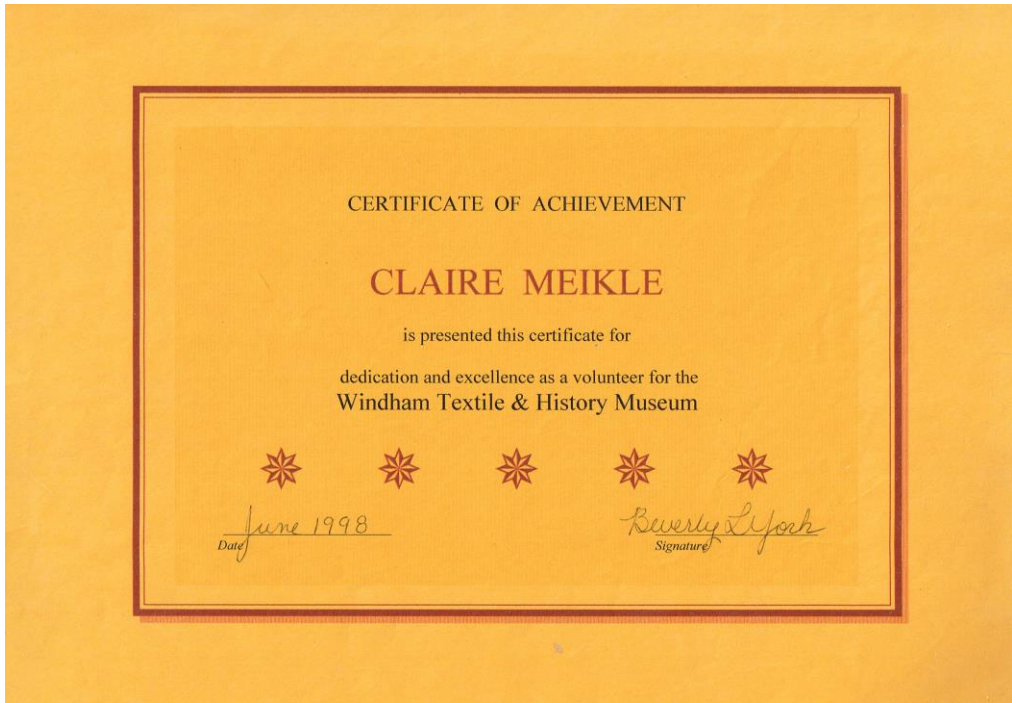 CERTIFICATE OF ACHIEVEMENT
CLAIRE MEIKLE
is presented this certificate for
dedication and excellence as a volunteer for the
Windham Textile & History Museum
June 1998
Beverly L York
Date
Signature